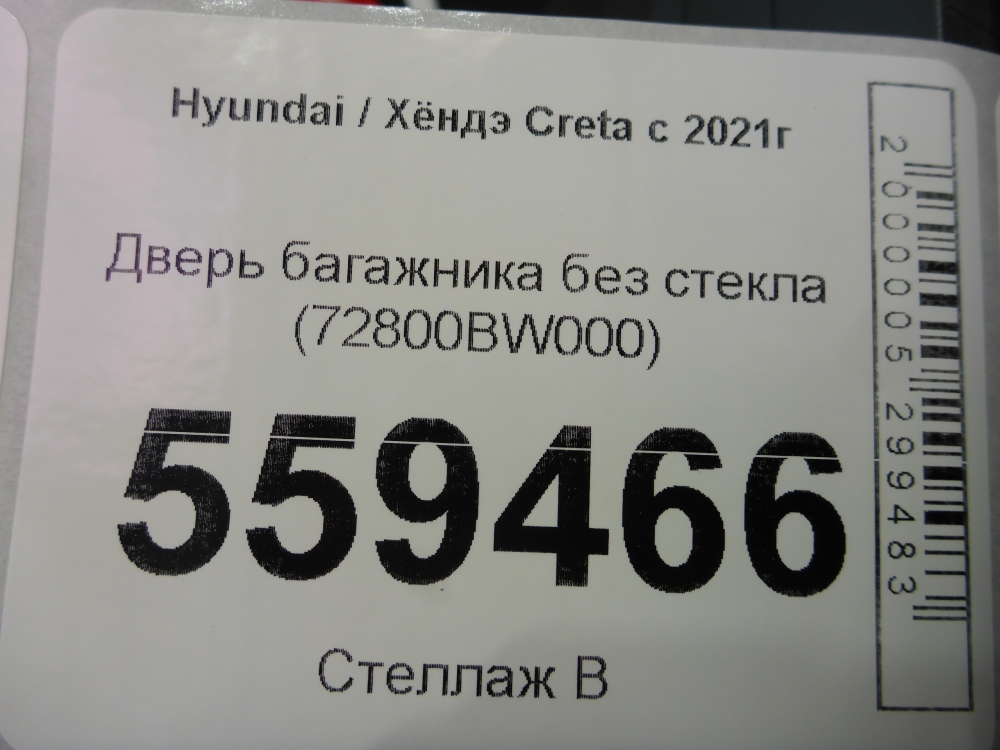 Hyundai / Хёндэ Creta с 2021г
Дверь багажника без стекла
(72800BW000)
559466
Стеллаж В
2000005299483